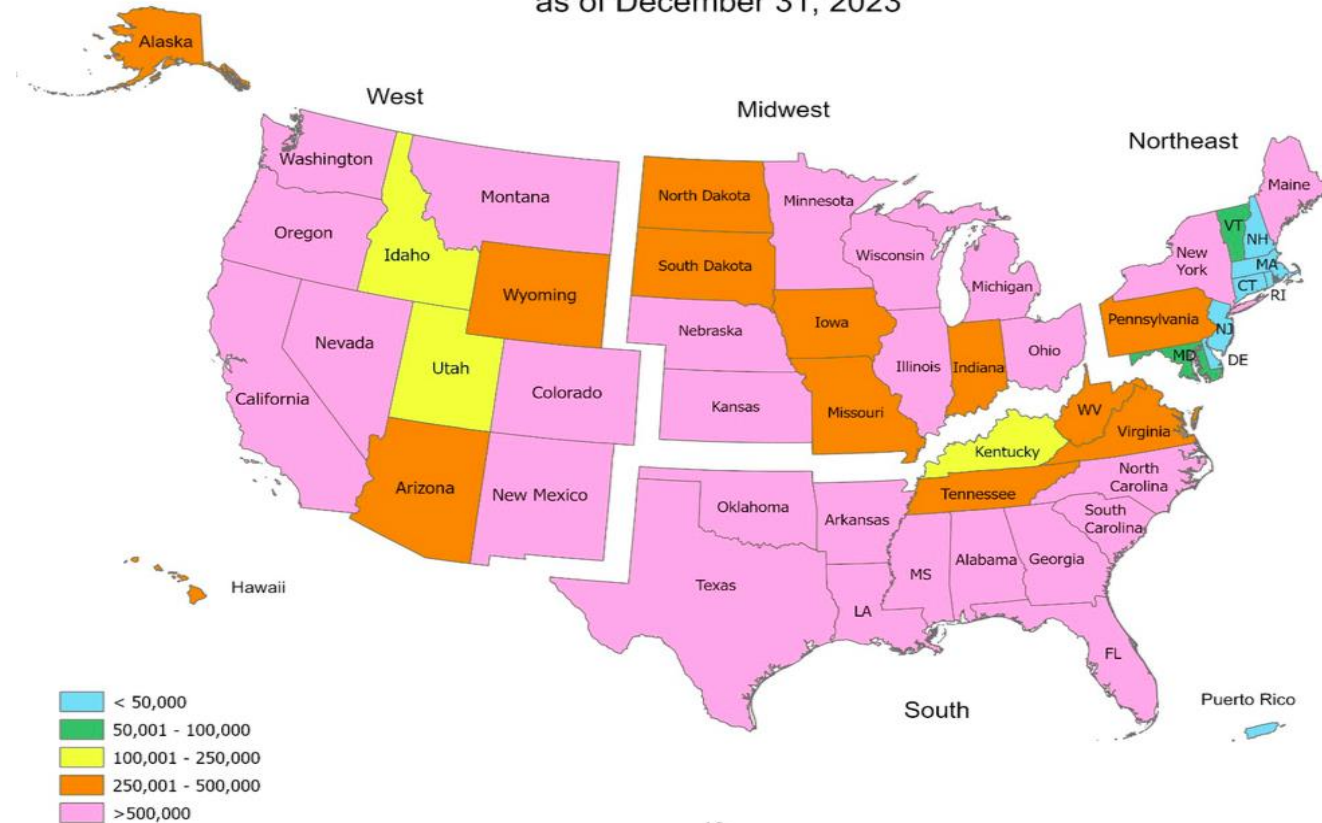 as of December 31, 2023
Alaska
West
Midwest
Northeast
Washington
Montana
Oregon
Idaho
Wyoming
Nevada
Utah
Colorado
California
Arizona
New Mexico
Hawaii
North Dakota
South Dakota
Nebraska
Kansas
Minnesota
Wisconsin
Michigan
Iowa
Illinois
Indiana
Ohio
Missouri
Maine
VT
NH
New
York
MA
CT
RI
Pennsylvania
NJ
MD
DE
WV
Virginia
Kentucky
Tennessee
North
Carolina
South
Carolina
Oklahoma
Arkansas
Texas
LA
MS
Alabama
Georgia
FL
South
Puerto Rico
< 50,000
50,001 - 100,000
100,001 - 250,000
250,001 - 500,000
>500,000